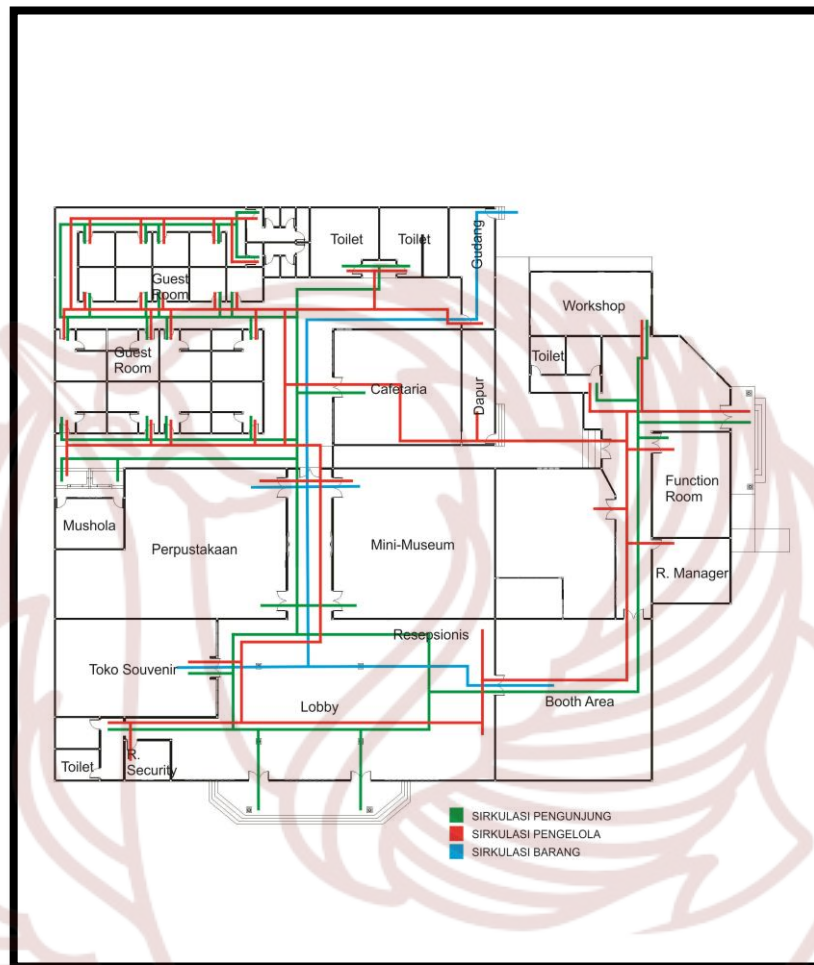 Toilet
Toilet
Gudang
Guest
Room
Workshop
Guest
Room
Toilet
Cafetaria
Dapur
Function
Room
Mushola
Perpustakaan
Mini-Museum
R. Manager
Resepsionis
Toko Souvenir
Lobby
Booth Area
Toilet
R.
Security
SIRKULASI PENGUNJUNG
SIRKULASI PENGELOLA
SIRKULASI BARANG